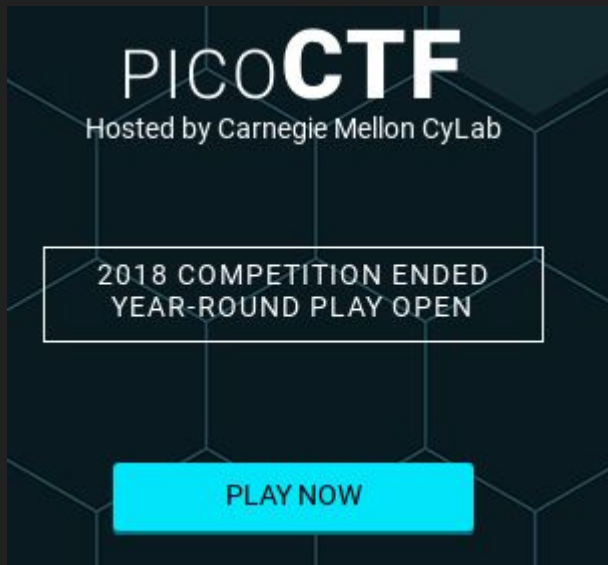 PICOCTF
Hosted by Carnegie Mellon CyLab
2018 COMPETITION ENDED
YEAR-ROUND PLAY OPEN
PLAY NOW